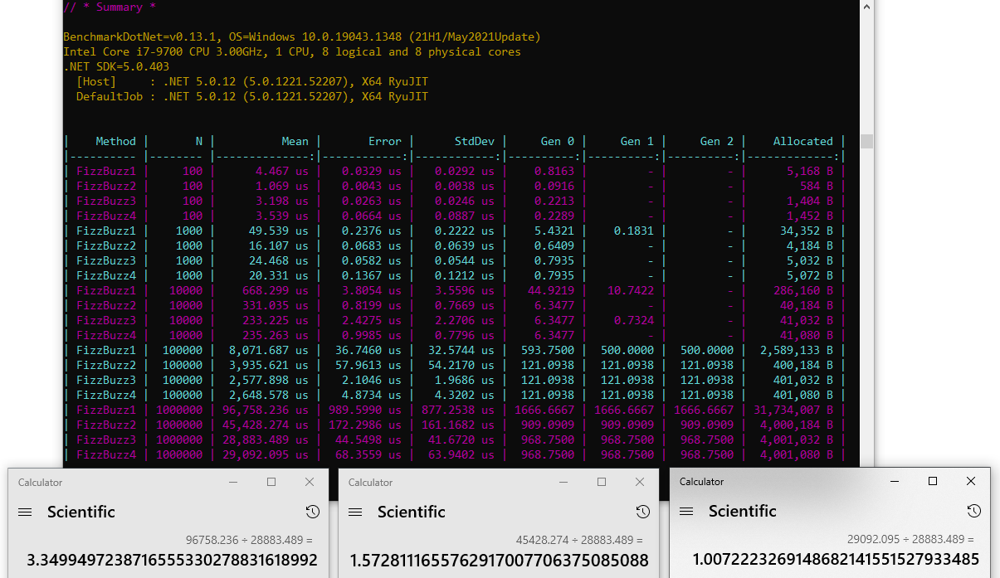 // * Summary *
BenchmarkDotNet=v0.13.1, OS=Windows 10.0.19043.1348 (21H1/May2021Update)
Intel Core i7-9700 CPU 3.00GHz, 1 CPU, 8 logical and 8 physical cores
.NET SDK=5.0.403
  [Host]     : .NET 5.0.12 (5.0.1221.52207), X64 RyuJIT
  DefaultJob : .NET 5.0.12 (5.0.1221.52207), X64 RyuJIT
|    Method |       N |          Mean |       Error |      StdDev |     Gen 0 |     Gen 1 |     Gen 2 |    Allocated |
|---------- |-------- |--------------:|------------:|------------:|----------:|----------:|----------:|-------------:|
| FizzBuzz1 |     100 |      4.467 us |   0.0329 us |   0.0292 us |    0.8163 |         - |         - |      5,168 B |
| FizzBuzz2 |     100 |      1.069 us |   0.0043 us |   0.0038 us |    0.0916 |         - |         - |        584 B |
| FizzBuzz3 |     100 |      3.198 us |   0.0263 us |   0.0246 us |    0.2213 |         - |         - |      1,404 B |
| FizzBuzz4 |     100 |      3.539 us |   0.0664 us |   0.0887 us |    0.2289 |         - |         - |      1,452 B |
| FizzBuzz1 |    1000 |     49.539 us |   0.2376 us |   0.2222 us |    5.4321 |    0.1831 |         - |     34,352 B |
| FizzBuzz2 |    1000 |     16.107 us |   0.0683 us |   0.0639 us |    0.6409 |         - |         - |      4,184 B |
| FizzBuzz3 |    1000 |     24.468 us |   0.0582 us |   0.0544 us |    0.7935 |         - |         - |      5,032 B |
| FizzBuzz4 |    1000 |     20.331 us |   0.1367 us |   0.1212 us |    0.7935 |         - |         - |      5,072 B |
| FizzBuzz1 |   10000 |    668.299 us |   3.8054 us |   3.5596 us |   44.9219 |   10.7422 |         - |    286,160 B |
| FizzBuzz2 |   10000 |    331.035 us |   0.8199 us |   0.7669 us |    6.3477 |         - |         - |     40,184 B |
| FizzBuzz3 |   10000 |    233.225 us |   2.4275 us |   2.2706 us |    6.3477 |    0.7324 |         - |     41,032 B |
| FizzBuzz4 |   10000 |    235.263 us |   0.9985 us |   0.7796 us |    6.3477 |         - |         - |     41,080 B |
| FizzBuzz1 |  100000 |  8,071.687 us |  36.7460 us |  32.5744 us |  593.7500 |  500.0000 |  500.0000 |  2,589,133 B |
| FizzBuzz2 |  100000 |  3,935.621 us |  57.9613 us |  54.2170 us |  121.0938 |  121.0938 |  121.0938 |    400,184 B |
| FizzBuzz3 |  100000 |  2,577.898 us |   2.1046 us |   1.9686 us |  121.0938 |  121.0938 |  121.0938 |    401,032 B |
| FizzBuzz4 |  100000 |  2,648.578 us |   4.8734 us |   4.3202 us |  121.0938 |  121.0938 |  121.0938 |    401,080 B |
| FizzBuzz1 | 1000000 | 96,758.236 us | 989.5990 us | 877.2538 us | 1666.6667 | 1666.6667 | 1666.6667 | 31,734,007 B |
| FizzBuzz2 | 1000000 | 45,428.274 us | 172.2986 us | 161.1682 us |  909.0909 |  909.0909 |  909.0909 |  4,000,184 B |
| FizzBuzz3 | 1000000 | 28,883.489 us |  44.5498 us |  41.6720 us |  968.7500 |  968.7500 |  968.7500 |  4,001,032 B |
| FizzBuzz4 | 1000000 | 29,092.095 us |  68.3559 us |  63.9402 us |  968.7500 |  968.7500 |  968.7500 |  4,001,080 B |
Calculator
Scientific
96758.236 ÷ 28883.489 =
3.3499497238716555330278831618992
Calculator
Scientific
45428.274 ÷ 28883.489 =
1.5728111655762917007706375085088
Calculator
Scientific
29092.095 ÷ 28883.489 =
1.0072223269148682141551527933485